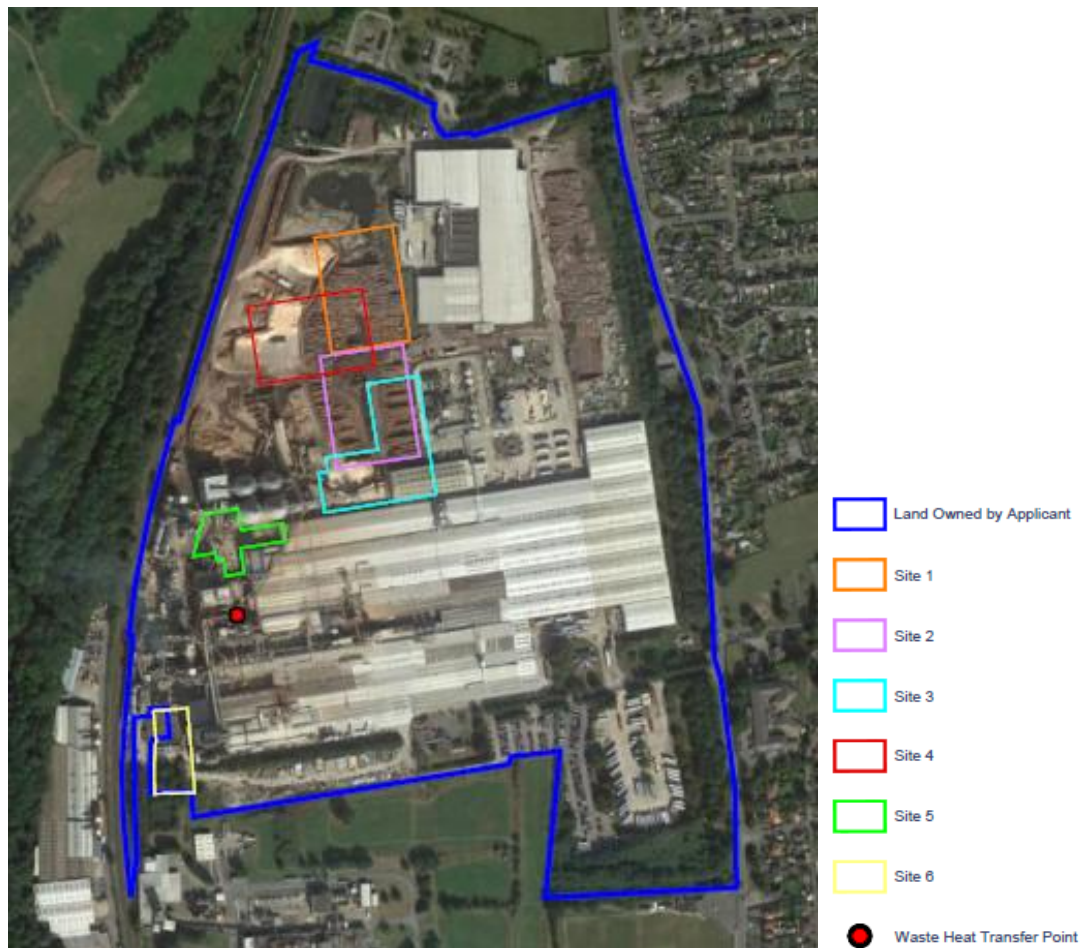 Land Owned by Applicant
Site 1
Site 2
Site 3
Site 4
Site 5
Site 6
Waste Heat Transfer Point